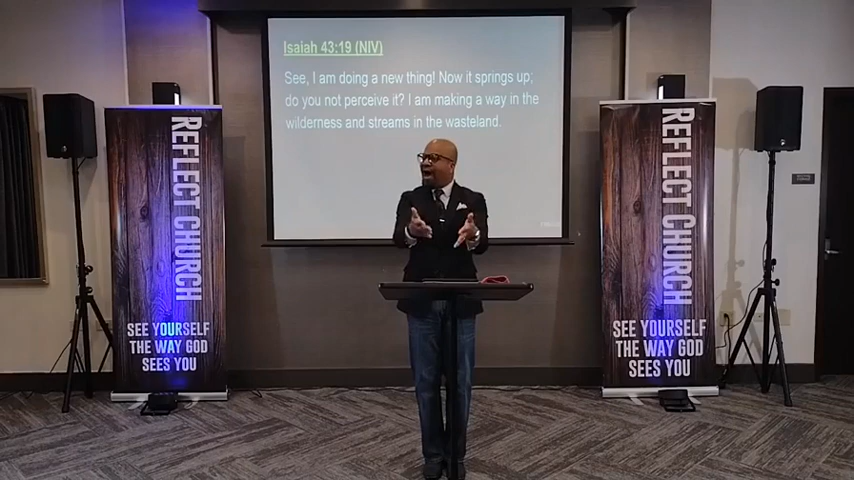 Isaiah 43:19 (NIV)
See, I am doing a new thing! Now it springs up;
do you not perceive it? I am making a way in the
wilderness and streams in the wasteland.
REFLECT CHURCH
SEE YOURSELF
THE WAY GOD
SEES YOU
REFLECT CHURCH
SEE YOURSELF
THE WAY GOD
SEES YOU